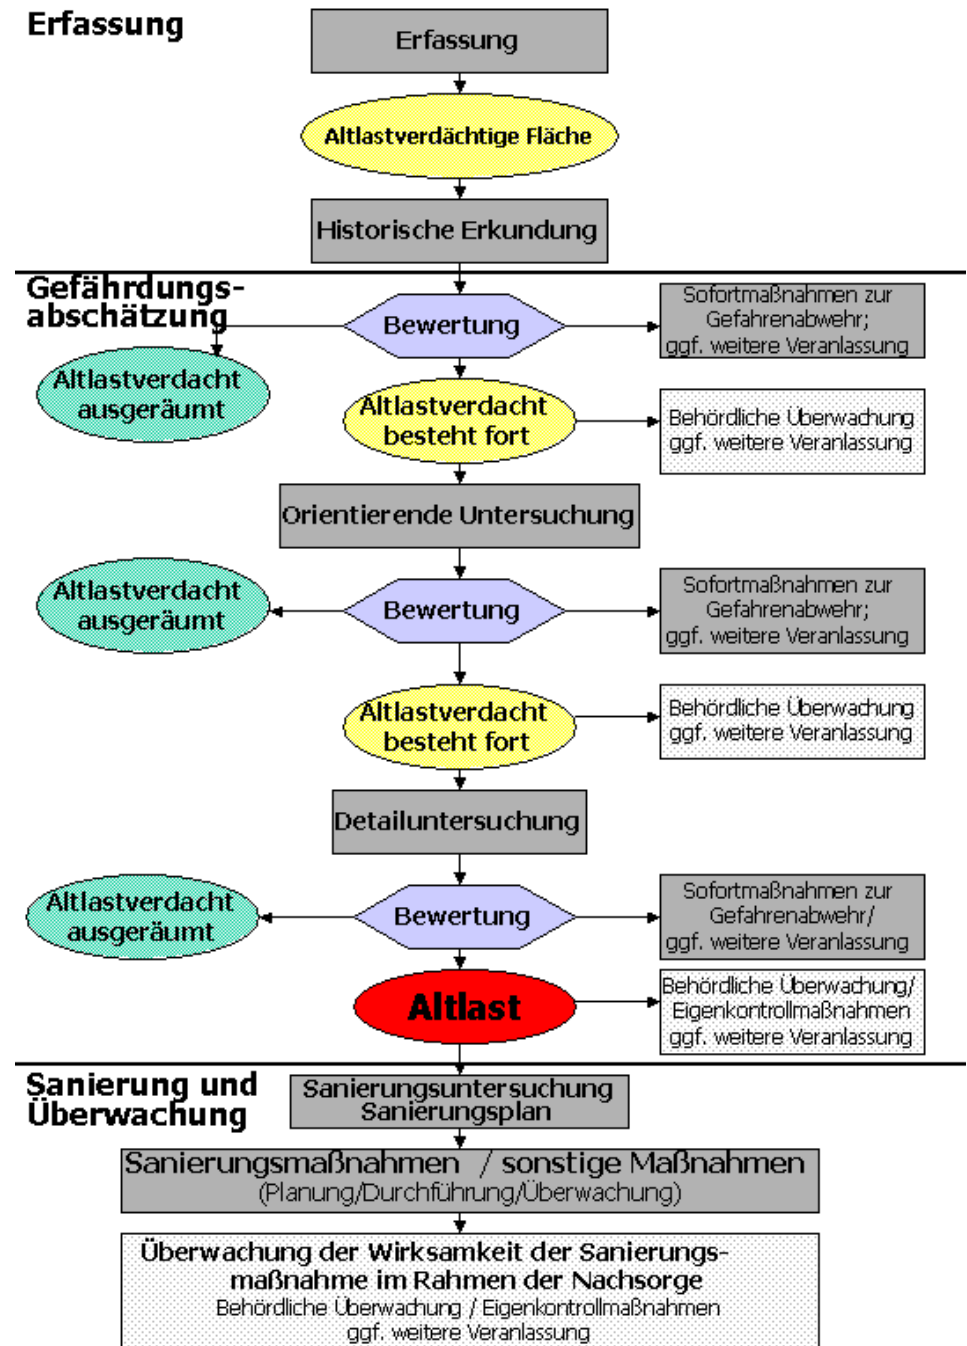 Erfassung
Erfassung
Altlastverdächtige Fläche
Historische Erkundung
Gefährdungs-
abschätzung
Bewertung
Sofortmaßnahmen zur
Gefahrenabwehr;
ggf. weitere Veranlassung
Altlastverdacht
ausgeräumt
Altlastverdacht
besteht fort
Behördliche Überwachung
ggf. weitere Veranlassung
Orientierende Untersuchung
Altlastverdacht
ausgeräumt
Bewertung
Sofortmaßnahmen zur
Gefahrenabwehr;
ggf. weitere Veranlassung
Altlastverdacht
besteht fort
Behördliche Überwachung
ggf. weitere Veranlassung
Detailuntersuchung
Altlastverdacht
ausgeräumt
Bewertung
Sofortmaßnahmen zur
Gefahrenabwehr/
ggf. weitere Veranlassung
Altlast
Behördliche Überwachung/
Eigenkontrollmaßnahmen
ggf. weitere Veranlassung
Sanierung und
Überwachung
Sanierungsuntersuchung
Sanierungsplan
Sanierungsmaßnahmen / sonstige Maßnahmen
(Planung/Durchführung/Überwachung)
Überwachung der Wirksamkeit der Sanierungs-
maßnahme im Rahmen der Nachsorge
Behördliche Überwachung / Eigenkontrollmaßnahmen
ggf. weitere Veranlassung